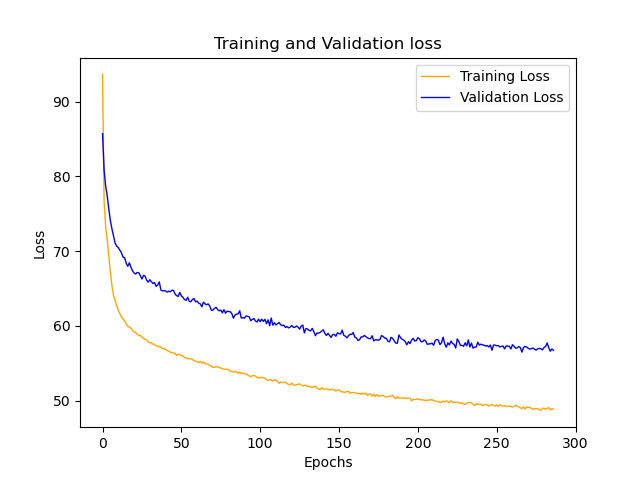 Training and Validation loss
Training Loss
Validation Loss
90
80
70
60
50
Loss
0 50 100 150 200 250 300
Epochs